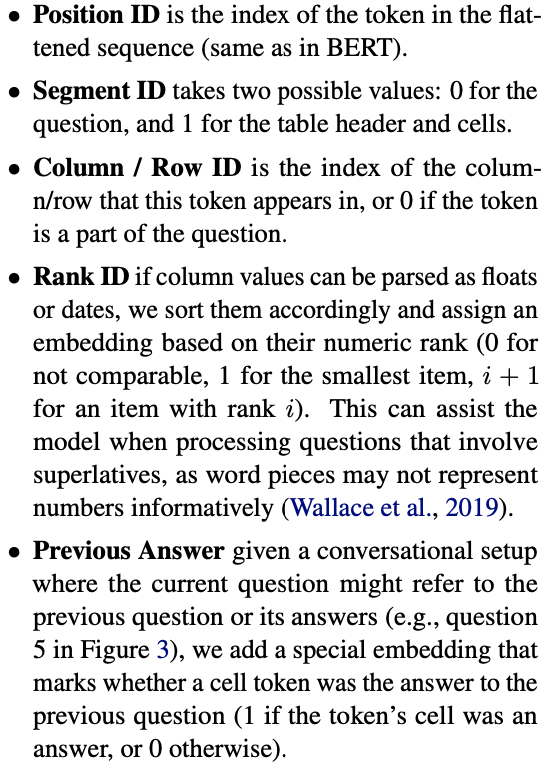 • Position ID is the index of the token in the flat-
tened sequence (same as in BERT).
• Segment ID takes two possible values: 0 for the
question, and 1 for the table header and cells.
• Column / Row ID is the index of the colum-
n/row that this token appears in, or 0 if the token
is a part of the question.
• Rank ID if column values can be parsed as floats
or dates, we sort them accordingly and assign an
embedding based on their numeric rank (0 for
not comparable, 1 for the smallest item, i + 1
for an item with rank i). This can assist the
model when processing questions that involve
superlatives, as word pieces may not represent
numbers informatively (Wallace et al., 2019).
• Previous Answer given a conversational setup
where the current question might refer to the
previous question or its answers (e.g., question
5 in Figure 3), we add a special embedding that
marks whether a cell token was the answer to the
previous question (1 if the token's cell was an
answer, or 0 otherwise).